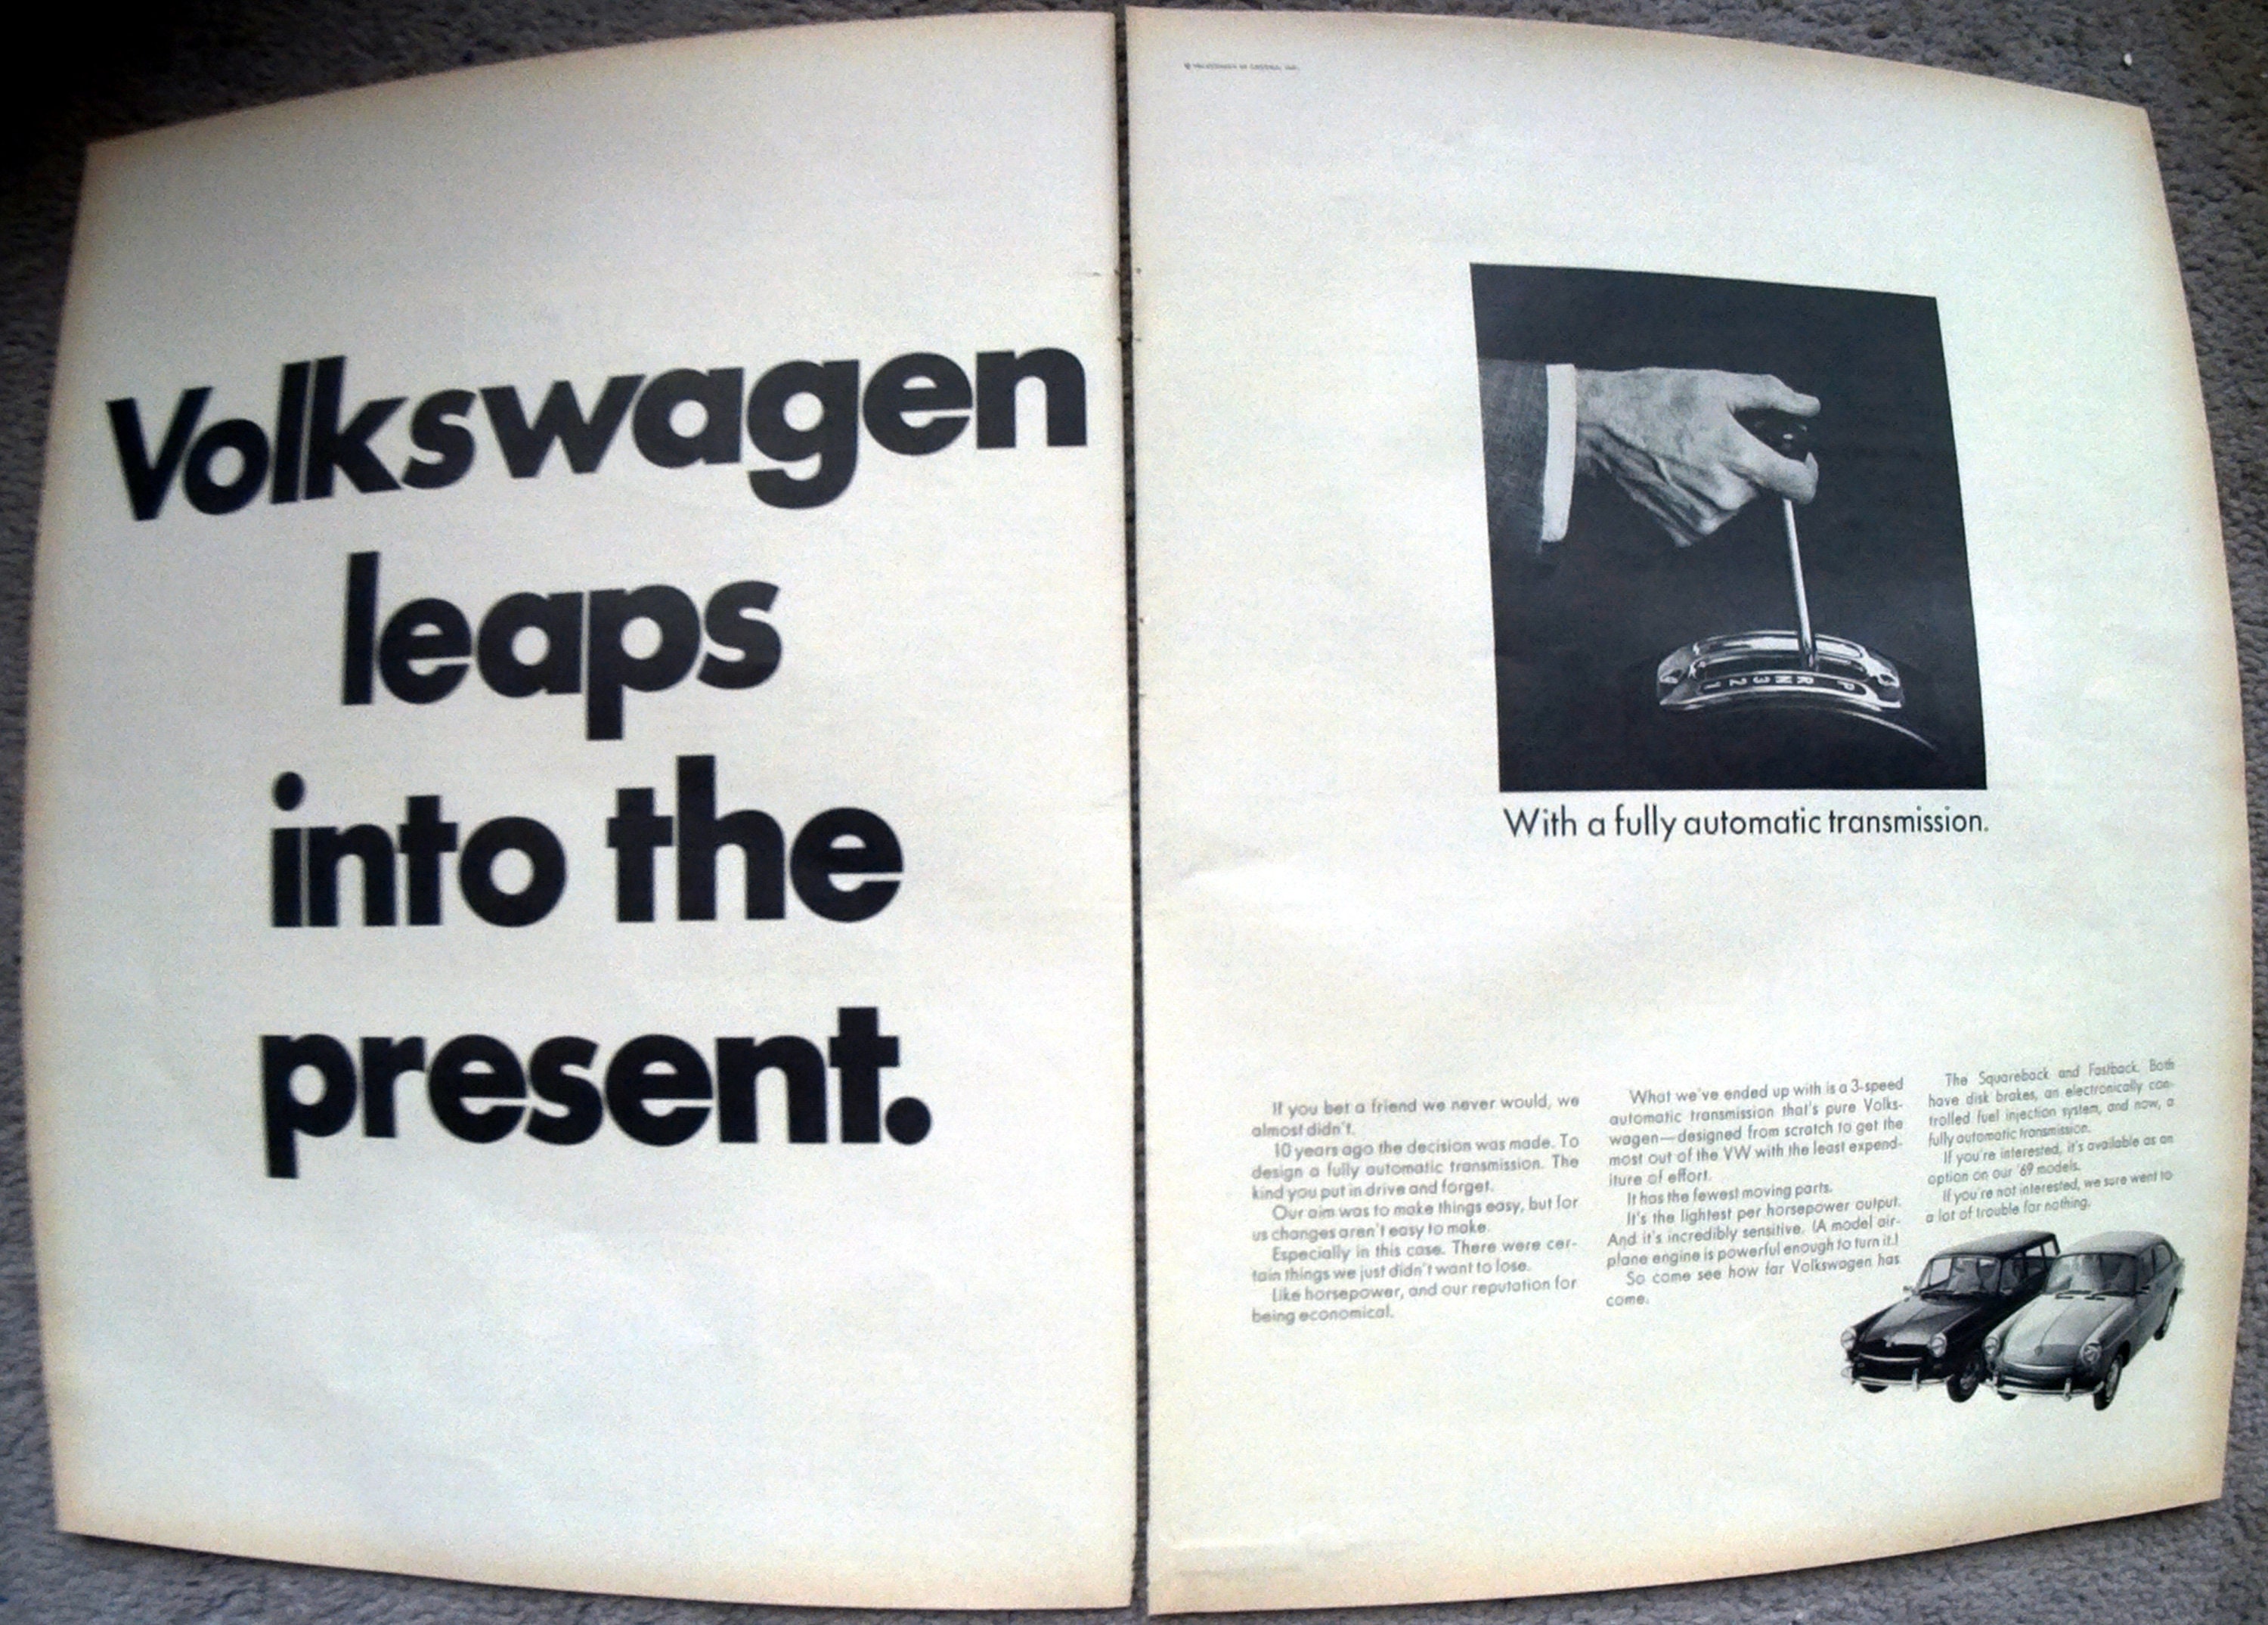 Volkswagen
leaps
into the
present.
P RN321
With a fully automatic transmission.
If you bet a friend we never would, we
almost didn't.
10 years ago the decision was made. To
design a fully automatic transmission. The
kind you put in drive and forget.
Our aim was to make things easy, but for
us changes aren't easy to make.
Especially in this case. There were cer-
tain things we just didn't want to lose.
Like horsepower, and our reputation for
being economical.
What we've ended up with is a 3-speed
automatic transmission that's pure Volks-
wagen—designed from scratch to get the
most out of the VW with the least expend-
iture of effort.
It has the fewest moving parts.
It's the lightest per horsepower output.
And it's incredibly sensitive. (A model air-
plane engine is powerful enough to turn it.)
So come see how far Volkswagen has
come.
The Squareback and Fastback. Both
have disk brakes, an electronically con-
trolled fuel injection system, and now, a
fully automatic transmission.
If you're interested, it's available as an
option on our '69 models.
If you're not interested, we sure went to
a lot of trouble for nothing.